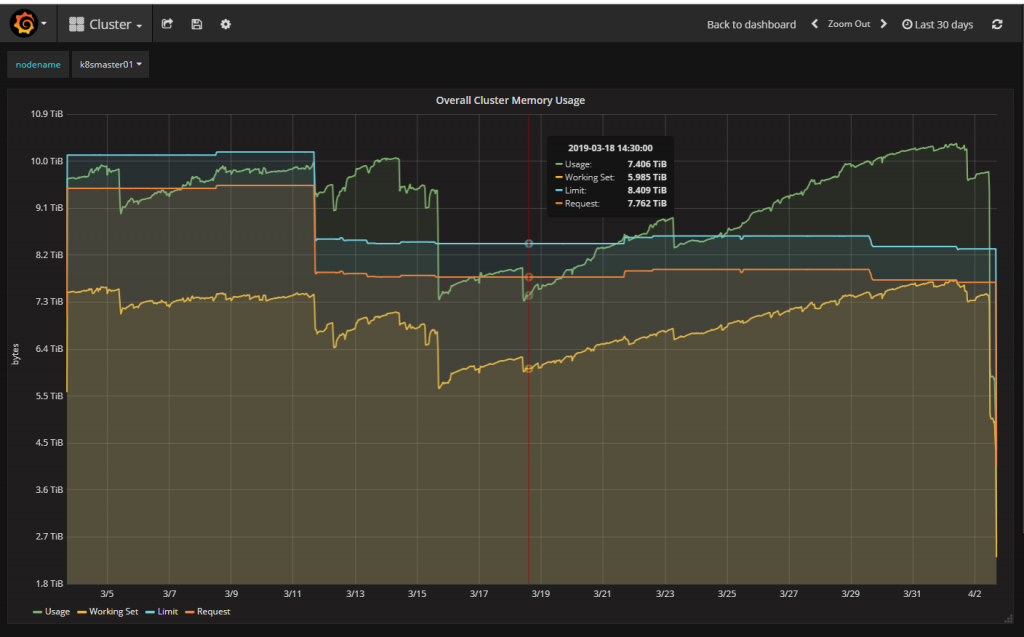 Cluster
Back to dashboard Zoom Out Last 30 days
nodename k8smaster01
Overall Cluster Memory Usage
10.9 TiB
10.0 TiB
9.1 TiB
8.2 TiB
7.3 TiB
6.4 TiB
5.5 TiB
4.5 TiB
3.6 TiB
2.7 TiB
1.8 TiB
bytes
2019-03-18 14:30:00
Usage: 7.406 TiB
Working Set: 5.985 TiB
Limit: 8.409 TiB
Request: 7.762 TiB
3/5 3/7 3/9 3/11 3/13 3/15 3/17 3/19 3/21 3/23 3/25 3/27 3/29 3/31 4/2
Usage Working Set Limit Request